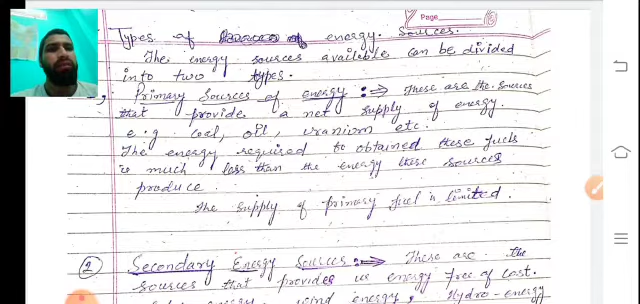 Page 8
Types of energy. Sources
The energy sources available can be divided
into two types.
Primary Sources of energy :⇒ These are the sources
that provide a net supply of energy
e.g coal, oil, uranium etc.
The energy required to obtained these fuels
is much less than the energy these sources
produce.
The supply of primary fuel is limited.
② Secondary Energy Sources :⇒ These are the
sources that provides us energy free of cost.
energy, wind energy, Hydro-energy